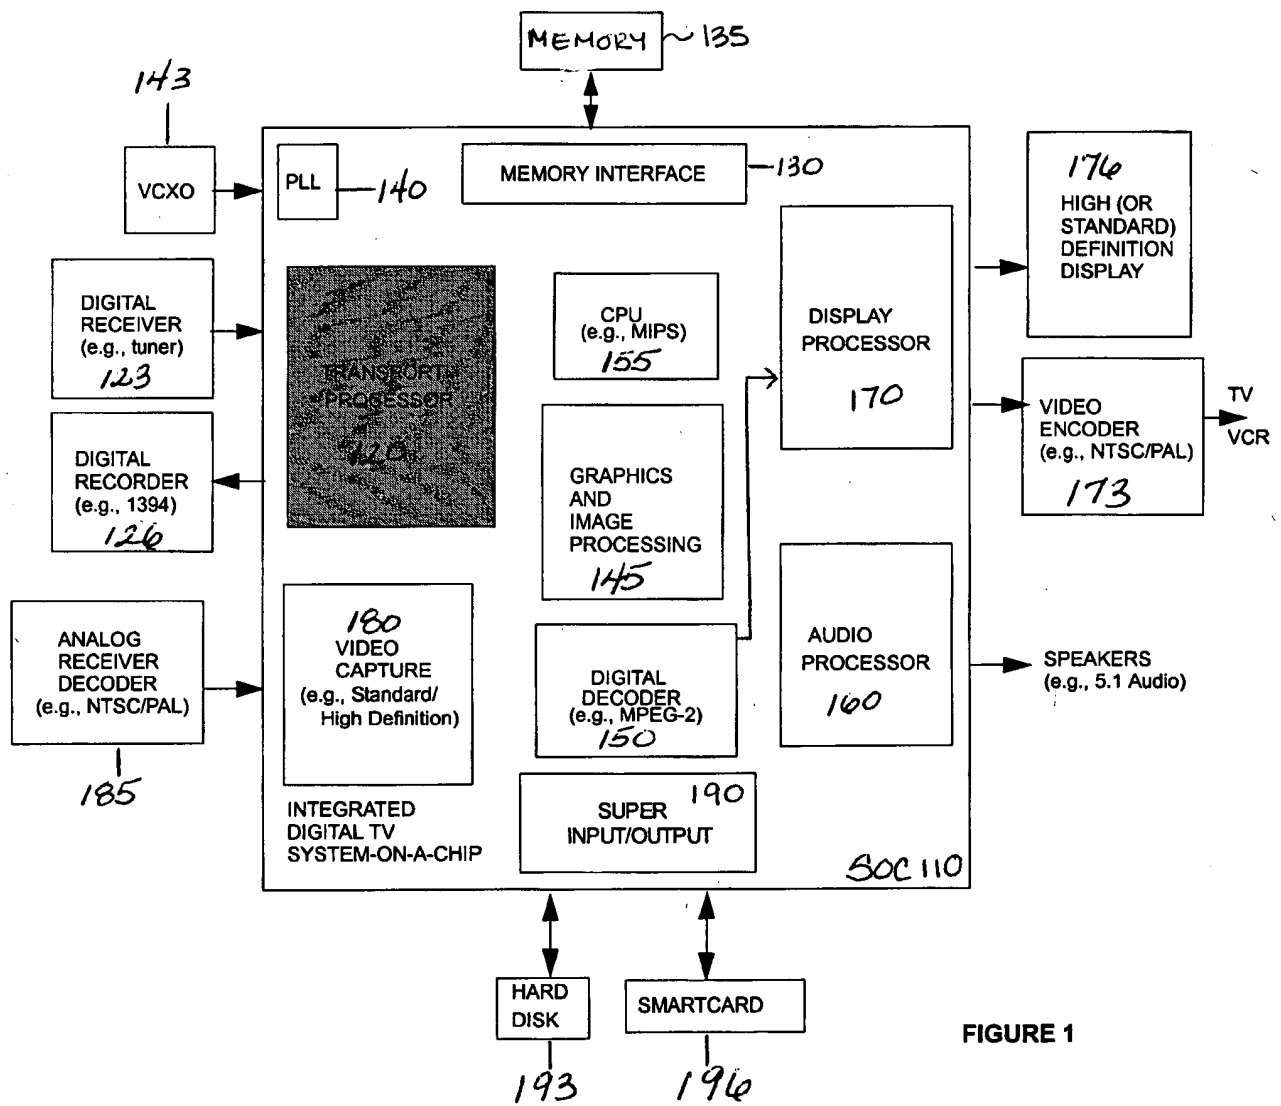 MEMORY 135
143
VCXO
PLL
140
MEMORY INTERFACE
130
176
HIGH (OR
STANDARD)
DEFINITION
DISPLAY
DIGITAL
RECEIVER
(e.g., tuner)
123
TRANSPORT
PROCESSOR
120
CPU
(e.g., MIPS)
155
DISPLAY
PROCESSOR
170
VIDEO
ENCODER
(e.g., NTSC/PAL)
173
TV
VCR
DIGITAL
RECORDER
(e.g., 1394)
126
GRAPHICS
AND
IMAGE
PROCESSING
145
ANALOG
RECEIVER
DECODER
(e.g., NTSC/PAL)
185
180
VIDEO
CAPTURE
(e.g., Standard/
High Definition)
DIGITAL
DECODER
(e.g., MPEG-2)
150
AUDIO
PROCESSOR
160
SPEAKERS
(e.g., 5.1 Audio)
INTEGRATED
DIGITAL TV
SYSTEM-ON-A-CHIP
190
SUPER
INPUT/OUTPUT
SOC 110
HARD
DISK
193
SMARTCARD
196
FIGURE 1